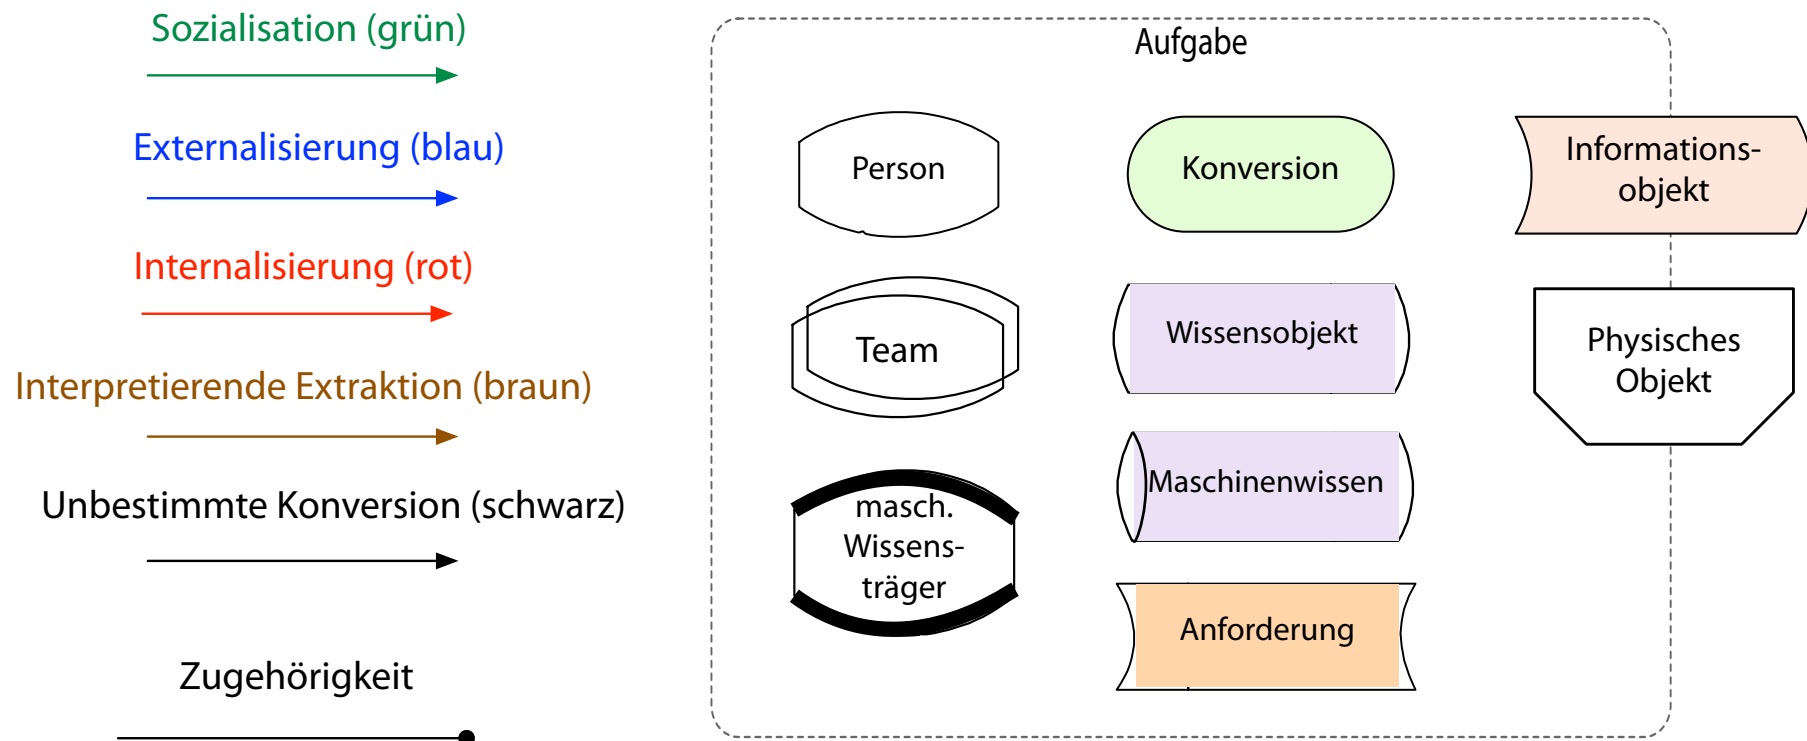 Sozialisation (grün)
Externalisierung (blau)
Internalisierung (rot)
Interpretierende Extraktion (braun)
Unbestimmte Konversion (schwarz)
Zugehörigkeit
Aufgabe
Person
Konversion
Informations-
objekt
Team
Wissensobjekt
Physisches
Objekt
masch.
Wissens-
träger
Maschinenwissen
Anforderung